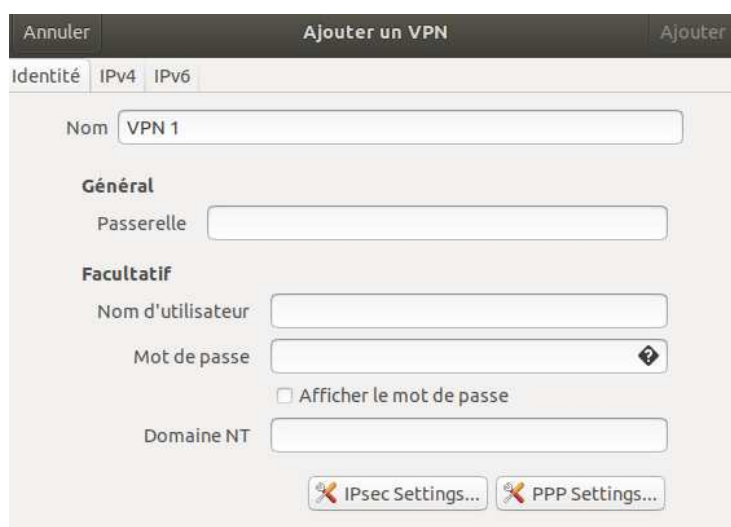 Annuler Ajouter un VPN Ajouter
Identité IPv4 IPv6
Nom VPN 1
Général
Passerelle
Facultatif
Nom d'utilisateur
Mot de passe
Afficher le mot de passe
Domaine NT
IPsec Settings... PPP Settings...